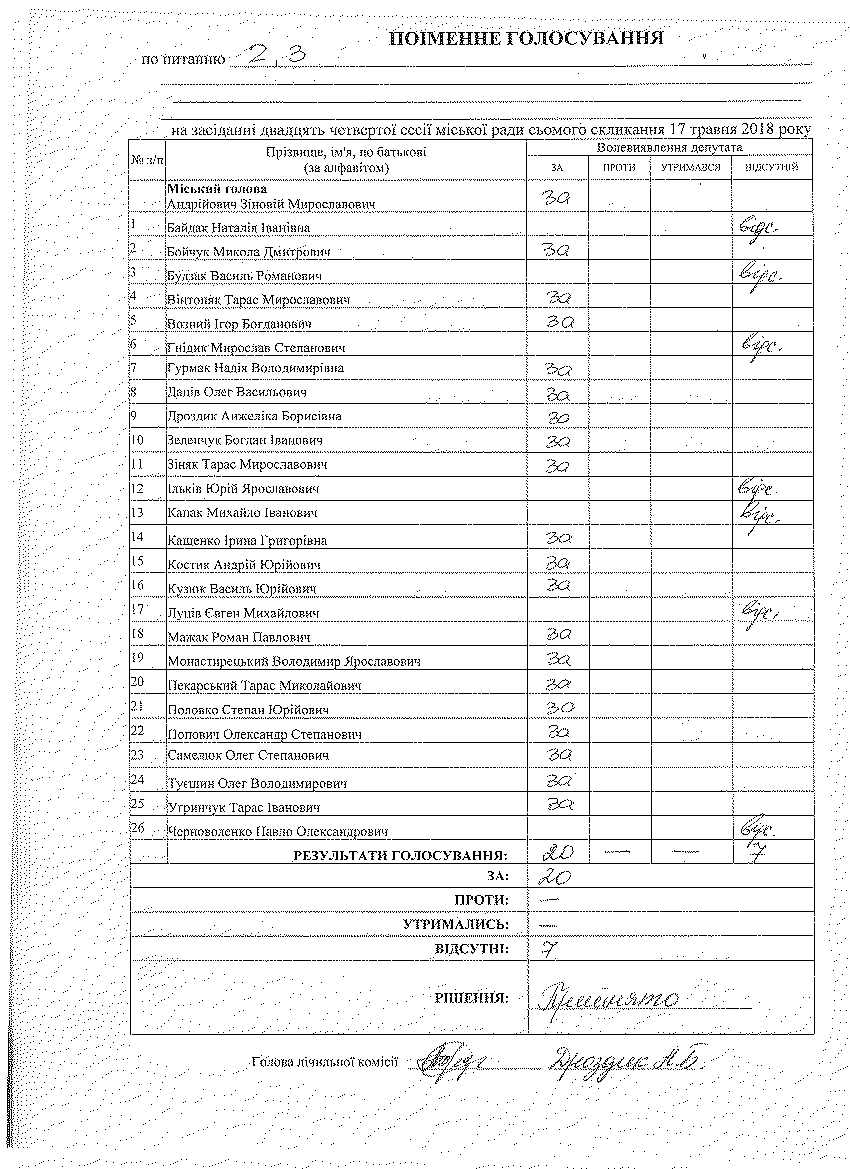 ПОІМЕННЕ ГОЛОСУВАННЯ
по питанню 2,3
на засіданні двадцять четвертої сесії міської ради сьомого скликання 17 травня 2018 року
№ з/п Прізвище, ім'я, по батькові (за алфавітом) Волевиявлення депутата
ЗА ПРОТИ УТРИМАВСЯ ВІДСУТНІЙ
Міський голова
Андрійович Зіновій Мирославович за
1 Байдак Наталія Іванівна відс.
2 Бойчук Микола Дмитрович за
3 Будзак Василь Романович відс.
4 Вінтоняк Тарас Мирославович за
5 Возний Ігор Богданович за
6 Гнідик Мирослав Степанович відс.
7 Гурмак Надія Володимирівна за
8 Даців Олег Васильович за
9 Дроздик Анжеліка Борисівна за
10 Зеленчук Богдан Іванович за
11 Зіняк Тарас Мирославович за
12 Ільків Юрій Ярославович відс.
13 Капак Михайло Іванович відс.
14 Кащенко Ірина Григорівна за
15 Костик Андрій Юрійович за
16 Кузюк Василь Юрійович за
17 Луців Євген Михайлович відс.
18 Мажак Роман Павлович за
19 Монастирецький Володимир Ярославович за
20 Пекарський Тарас Миколайович за
21 Половко Степан Юрійович за
22 Попович Олександр Степанович за
23 Самелюк Олег Степанович за
24 Туєшин Олег Володимирович за
25 Угринчук Тарас Іванович за
26 Черноволенко Павло Олександрович відс.
РЕЗУЛЬТАТИ ГОЛОСУВАННЯ: 20 — — 7
ЗА: 20
ПРОТИ: —
УТРИМАЛИСЬ: —
ВІДСУТНІ: 7
РІШЕННЯ: Прийнято
Голова лічильної комісії Дроздик А.Б.